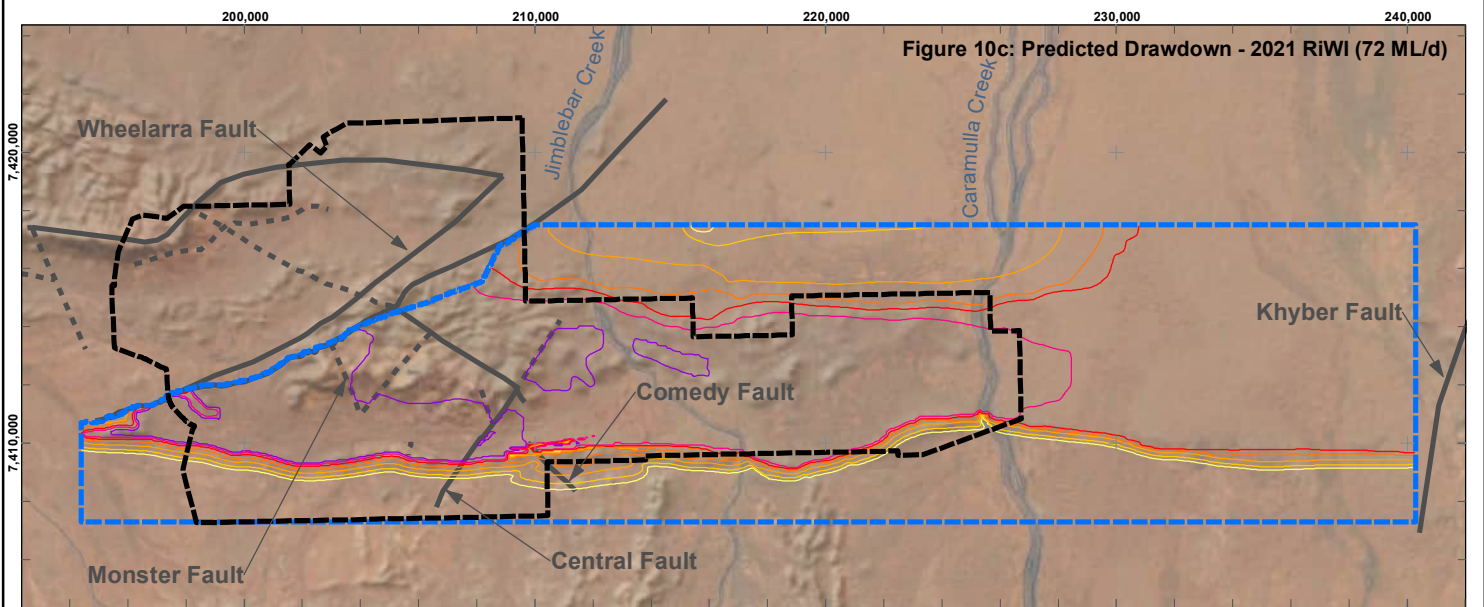 200,000
210,000
220,000
230,000
240,000
Figure 10c: Predicted Drawdown - 2021 RiWI (72 ML/d)
7,420,000
7,410,000
Wheelarra Fault
Jimblebar Creek
Caramulla Creek
Khyber Fault
Comedy Fault
Central Fault
Monster Fault